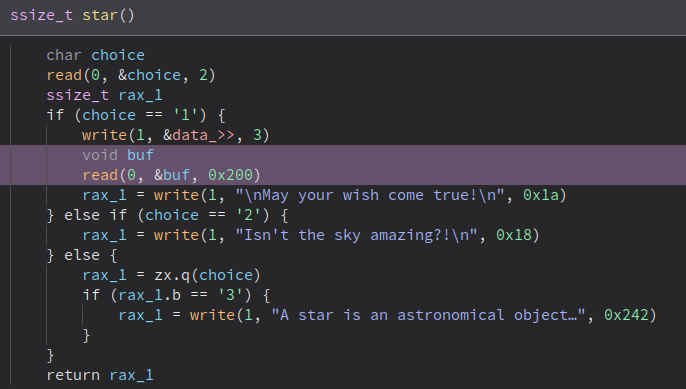 ssize_t star()
char choice
read(0, &choice, 2)
ssize_t rax_1
if (choice == '1') {
write(1, &data_>>, 3)
void buf
read(0, &buf, 0x200)
rax_1 = write(1, "\nMay your wish come true!\n", 0x1a)
} else if (choice == '2') {
rax_1 = write(1, "Isn't the sky amazing?!\n", 0x18)
} else {
rax_1 = zx.q(choice)
if (rax_1.b == '3') {
rax_1 = write(1, "A star is an astronomical object…", 0x242)
}
}
return rax_1